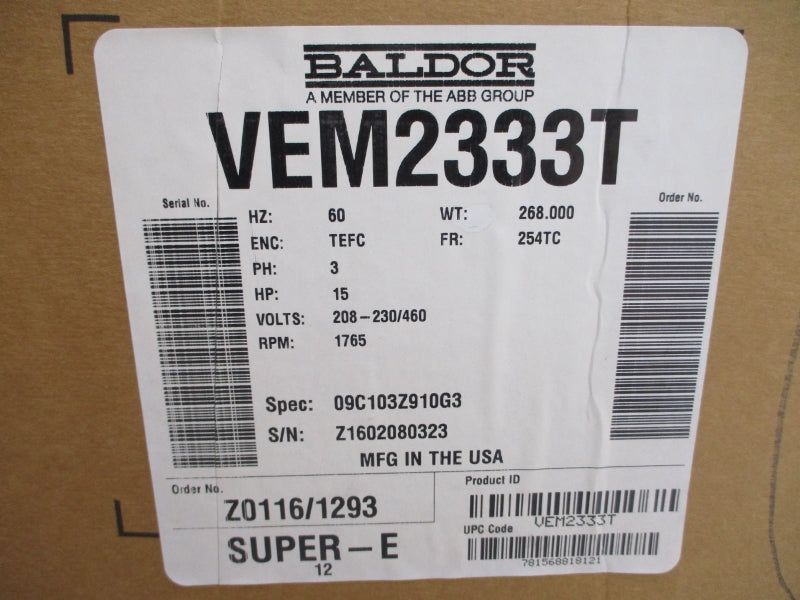 BALDOR
A MEMBER OF THE ABB GROUP
VEM2333T
Serial No.
Order No.
HZ: 60 WT: 268.000
ENC: TEFC FR: 254TC
PH: 3
HP: 15
VOLTS: 208-230/460
RPM: 1765
Spec: 09C103Z910G3
S/N: Z1602080323
MFG IN THE USA
Order No.
Z0116/1293
SUPER-E
12
Product ID
VEM2333T
UPC Code
781568818121